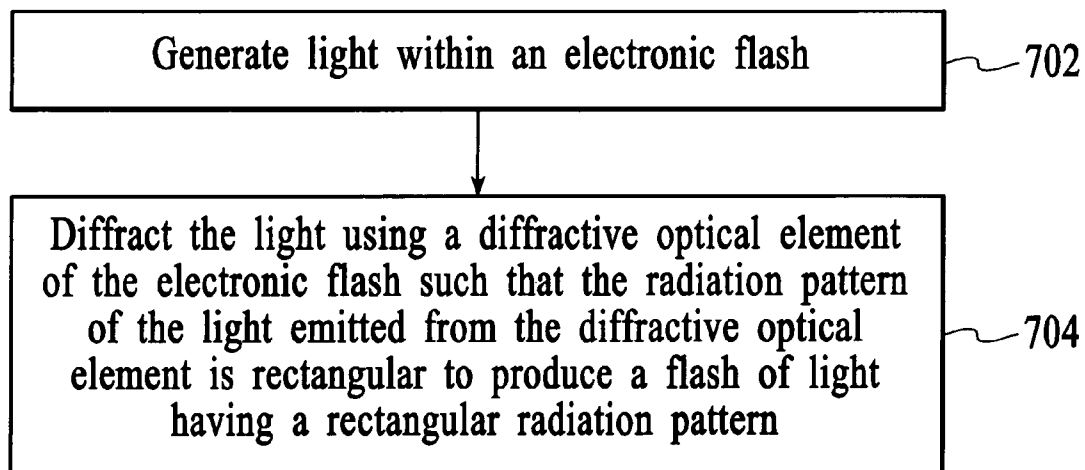 Generate light within an electronic flash
702
Diffract the light using a diffractive optical element
of the electronic flash such that the radiation pattern
of the light emitted from the diffractive optical
element is rectangular to produce a flash of light
having a rectangular radiation pattern
704